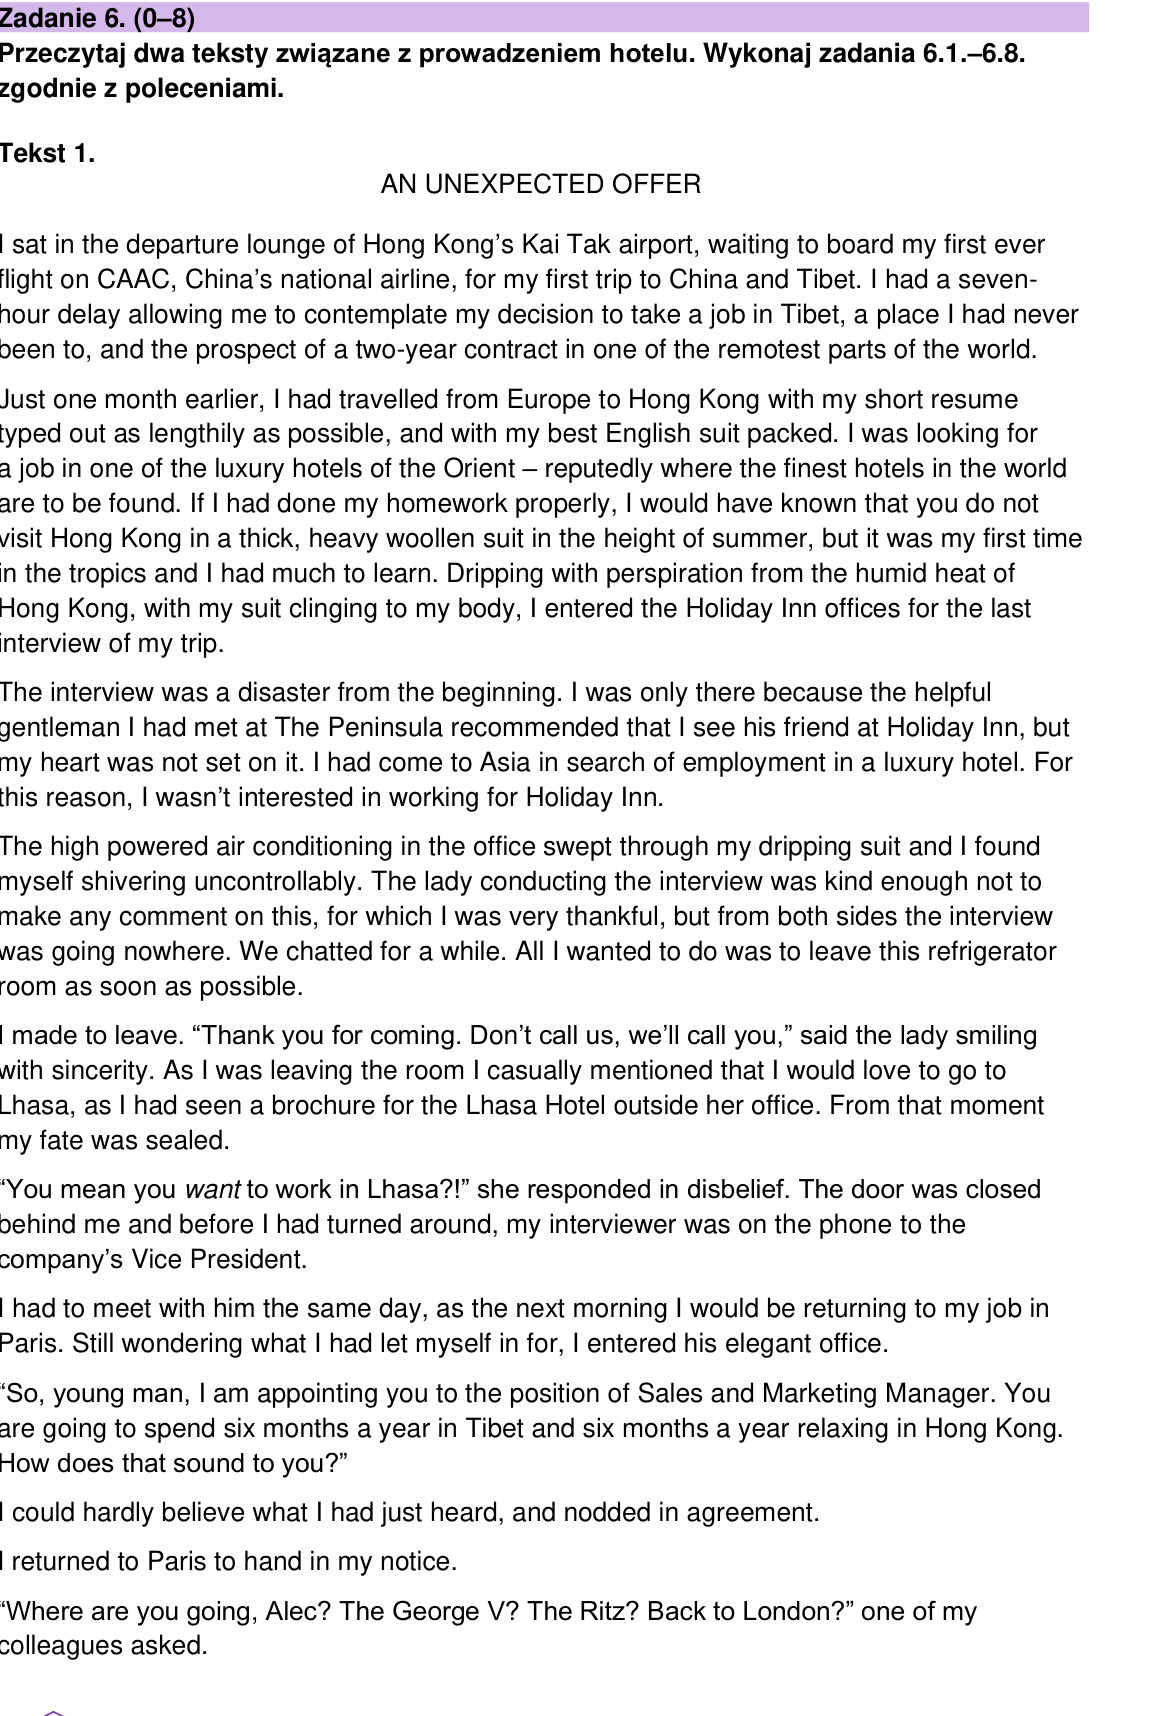 Zadanie 6. (0–8)
Przeczytaj dwa teksty związane z prowadzeniem hotelu. Wykonaj zadania 6.1.–6.8.
zgodnie z poleceniami.
Tekst 1.
AN UNEXPECTED OFFER
I sat in the departure lounge of Hong Kong’s Kai Tak airport, waiting to board my first ever
flight on CAAC, China’s national airline, for my first trip to China and Tibet. I had a seven-
hour delay allowing me to contemplate my decision to take a job in Tibet, a place I had never
been to, and the prospect of a two-year contract in one of the remotest parts of the world.
Just one month earlier, I had travelled from Europe to Hong Kong with my short resume
typed out as lengthily as possible, and with my best English suit packed. I was looking for
a job in one of the luxury hotels of the Orient – reputedly where the finest hotels in the world
are to be found. If I had done my homework properly, I would have known that you do not
visit Hong Kong in a thick, heavy woollen suit in the height of summer, but it was my first time
in the tropics and I had much to learn. Dripping with perspiration from the humid heat of
Hong Kong, with my suit clinging to my body, I entered the Holiday Inn offices for the last
interview of my trip.
The interview was a disaster from the beginning. I was only there because the helpful
gentleman I had met at The Peninsula recommended that I see his friend at Holiday Inn, but
my heart was not set on it. I had come to Asia in search of employment in a luxury hotel. For
this reason, I wasn’t interested in working for Holiday Inn.
The high powered air conditioning in the office swept through my dripping suit and I found
myself shivering uncontrollably. The lady conducting the interview was kind enough not to
make any comment on this, for which I was very thankful, but from both sides the interview
was going nowhere. We chatted for a while. All I wanted to do was to leave this refrigerator
room as soon as possible.
I made to leave. “Thank you for coming. Don’t call us, we’ll call you,” said the lady smiling
with sincerity. As I was leaving the room I casually mentioned that I would love to go to
Lhasa, as I had seen a brochure for the Lhasa Hotel outside her office. From that moment
my fate was sealed.
“You mean you want to work in Lhasa?!” she responded in disbelief. The door was closed
behind me and before I had turned around, my interviewer was on the phone to the
company’s Vice President.
I had to meet with him the same day, as the next morning I would be returning to my job in
Paris. Still wondering what I had let myself in for, I entered his elegant office.
“So, young man, I am appointing you to the position of Sales and Marketing Manager. You
are going to spend six months a year in Tibet and six months a year relaxing in Hong Kong.
How does that sound to you?”
I could hardly believe what I had just heard, and nodded in agreement.
I returned to Paris to hand in my notice.
“Where are you going, Alec? The George V? The Ritz? Back to London?” one of my
colleagues asked.